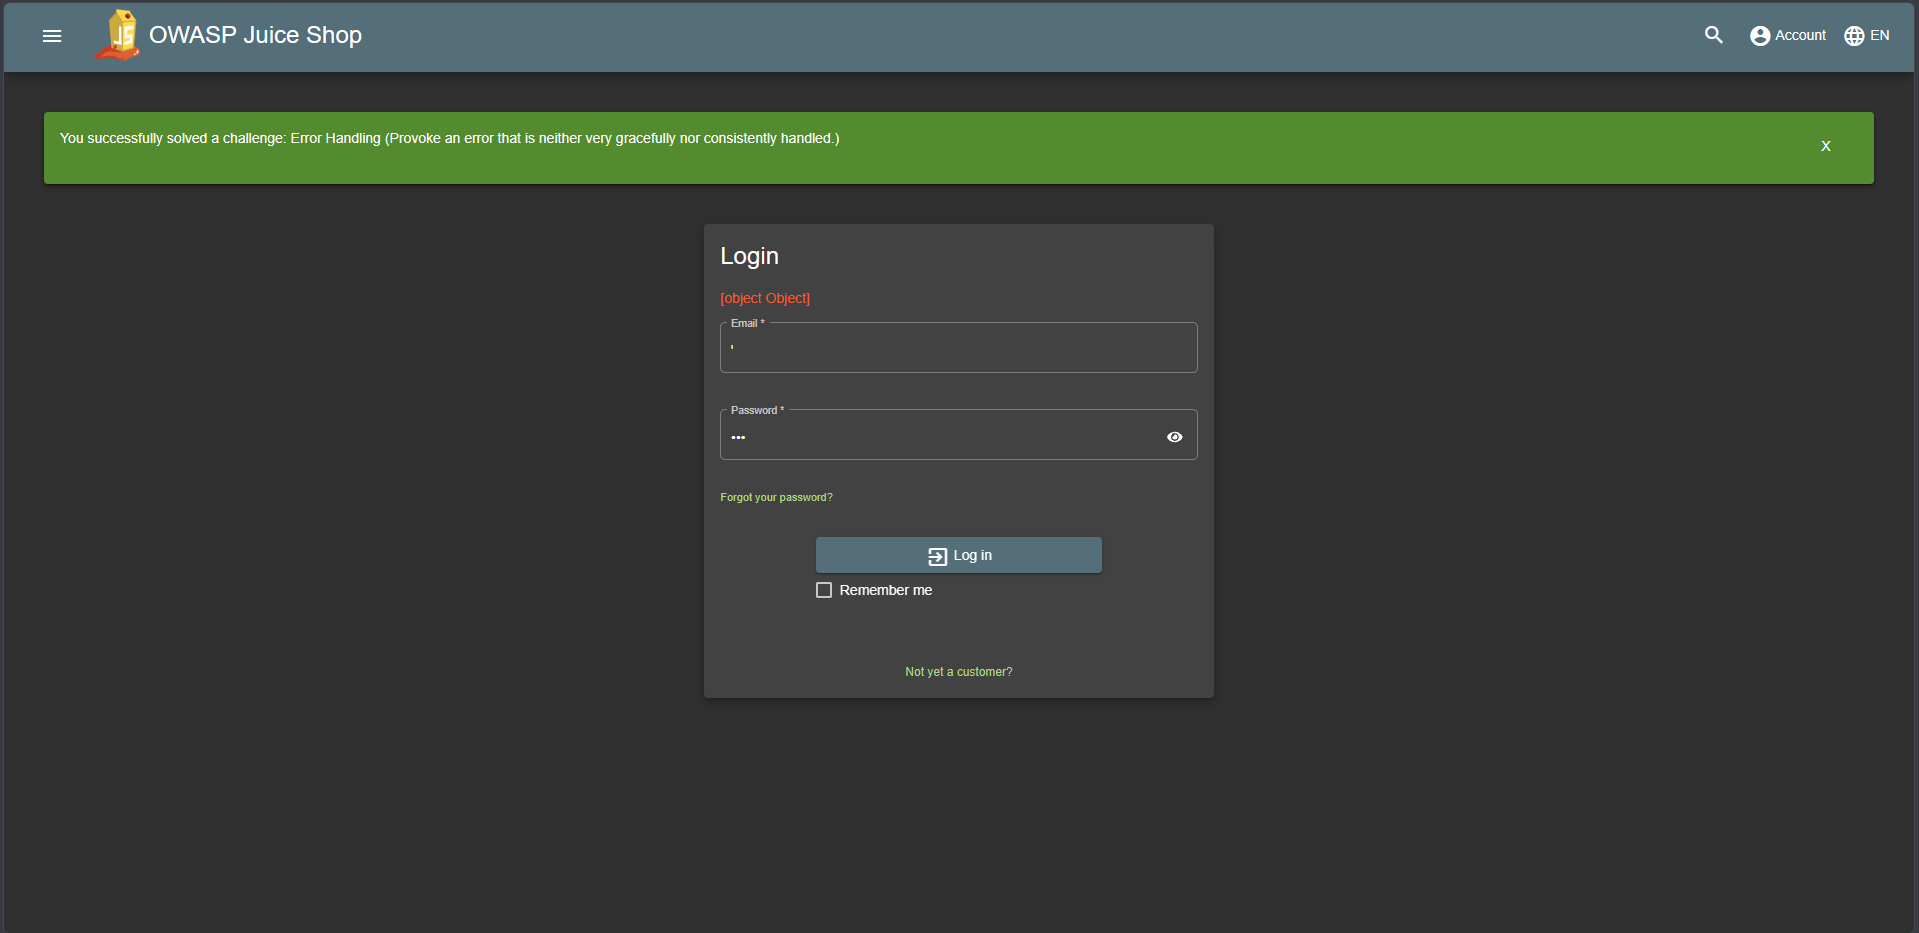 JS
OWASP Juice Shop
Account
EN
You successfully solved a challenge: Error Handling (Provoke an error that is neither very gracefully nor consistently handled.)
X
Login
[object Object]
Email *
'
Password *
•••
Forgot your password?
Log in
Remember me
Not yet a customer?